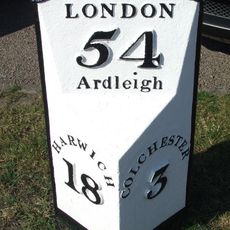 LONDON
54
Ardleigh
HARWICH
18
COLCHESTER
3